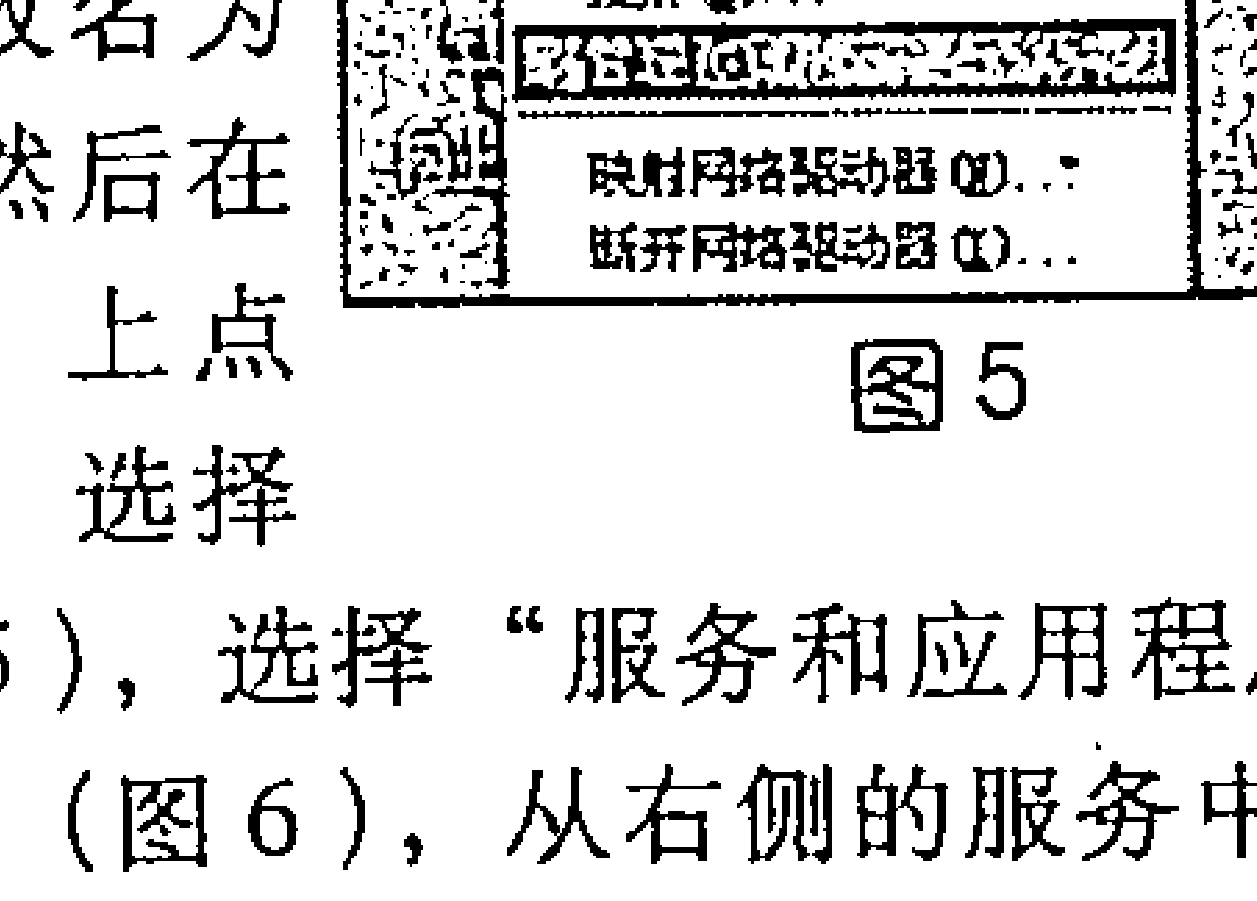 改名为
然后在
上点
选择
映射网络驱动器(N)...
断开网络驱动器(I)...
图5
5），选择“服务和应用程
（图6），从右侧的服务中